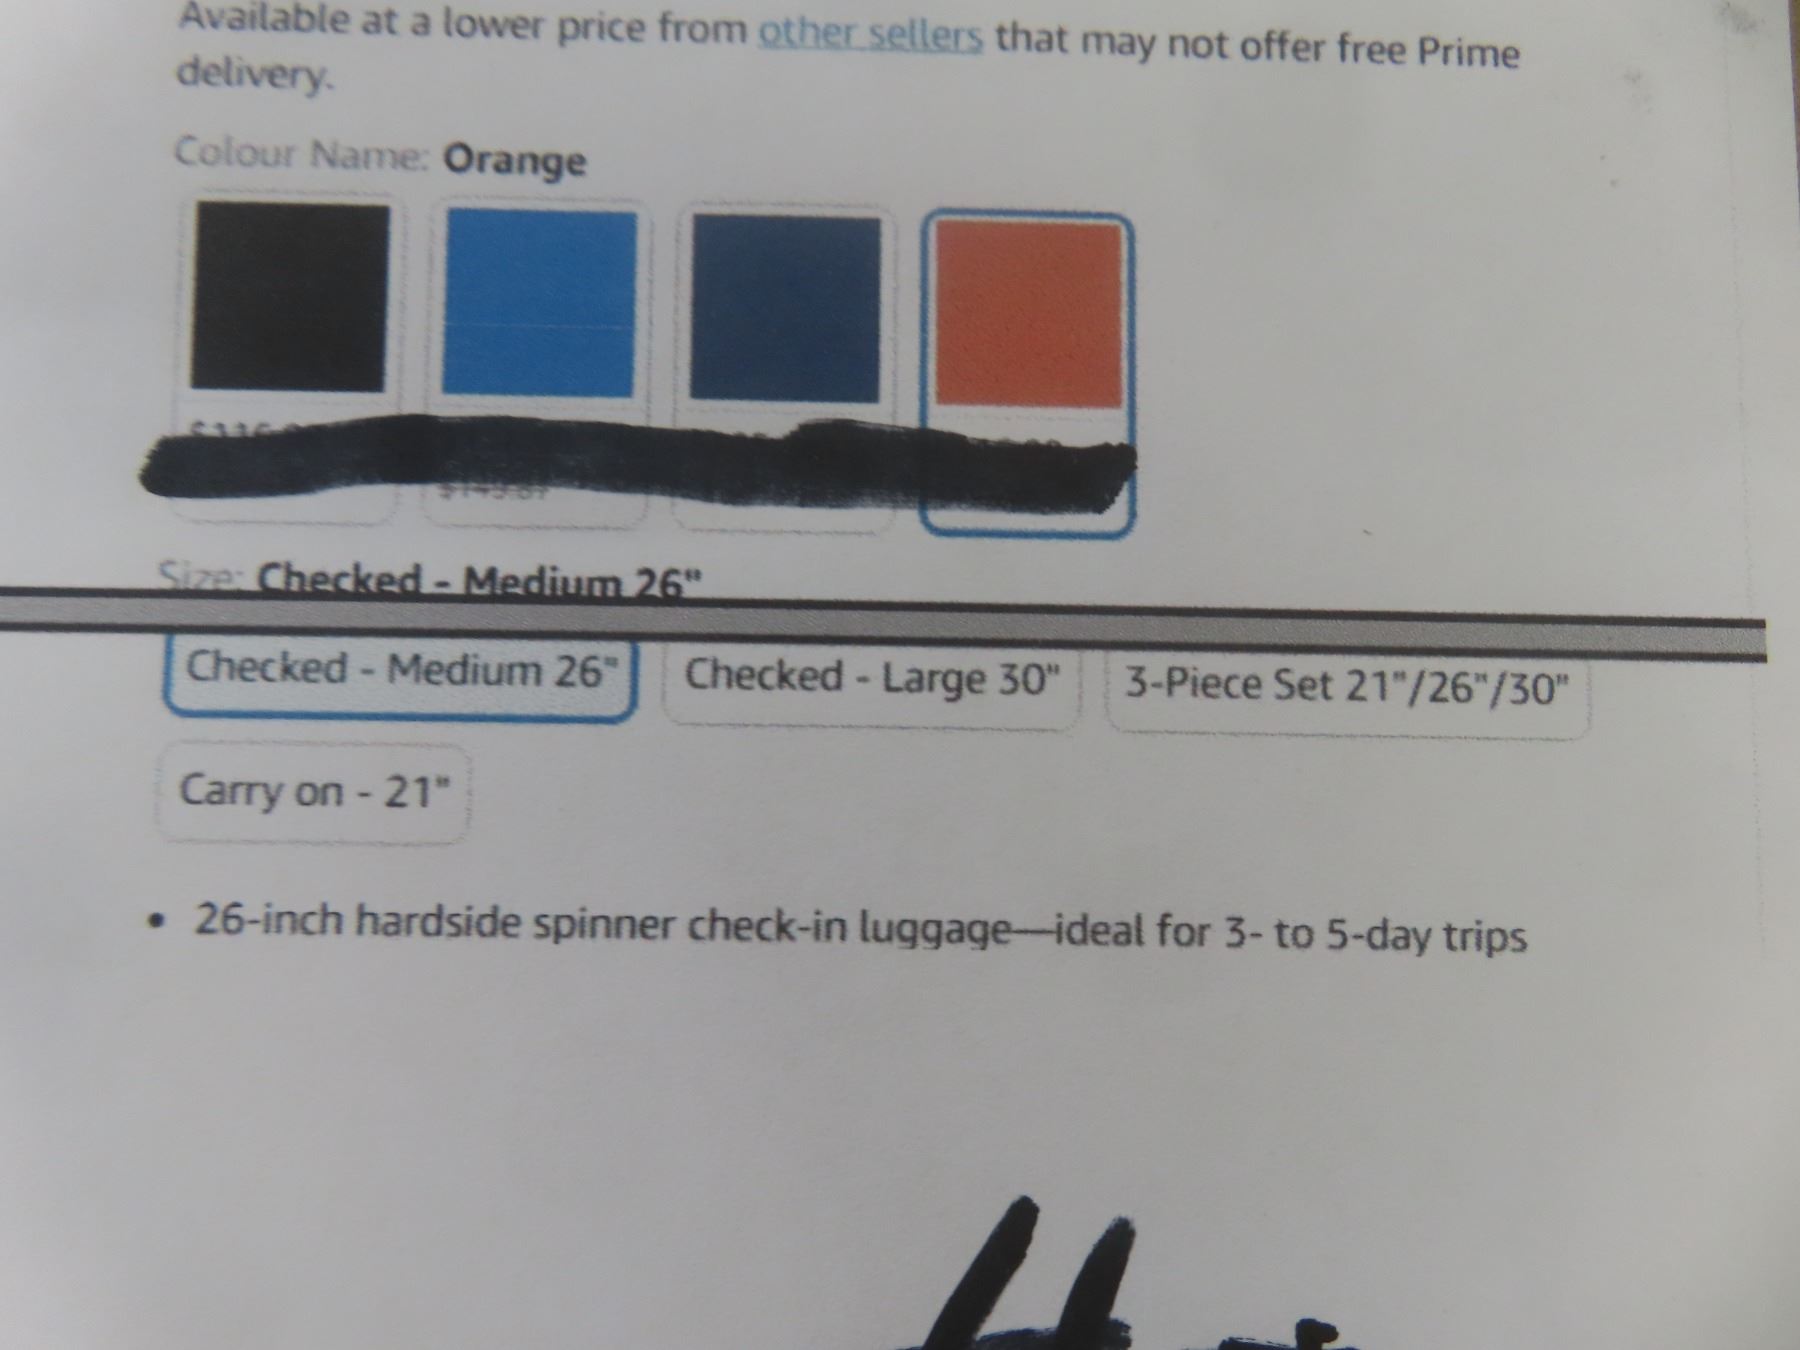 Available at a lower price from other sellers that may not offer free Prime
delivery.
Colour Name: Orange
Size: Checked - Medium 26"
Checked - Medium 26" Checked - Large 30" 3-Piece Set 21"/26"/30"
Carry on - 21"
• 26-inch hardside spinner check-in luggage—ideal for 3- to 5-day trips